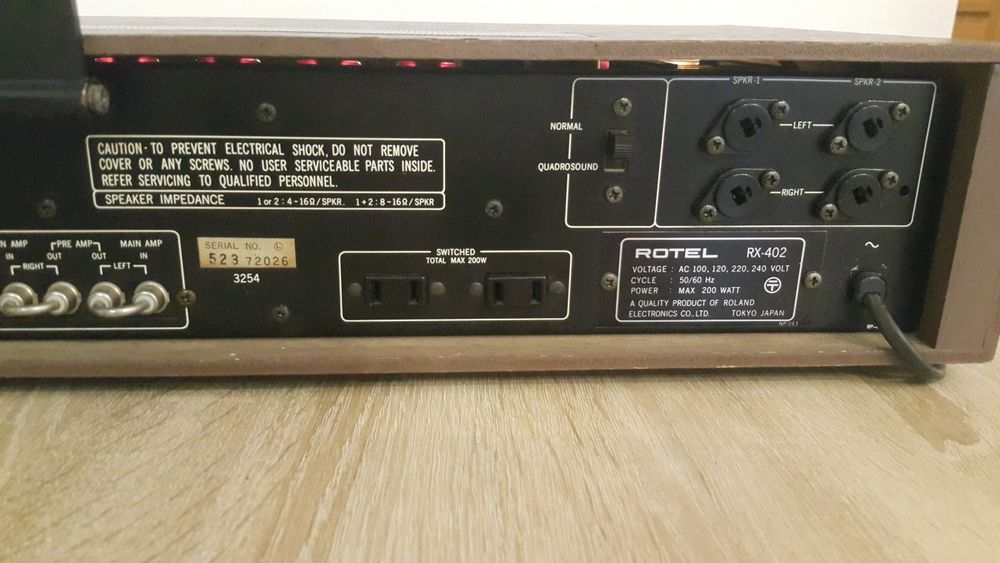 SPKR-1 SPKR-2
NORMAL
LEFT
QUADROSOUND
RIGHT
CAUTION- TO PREVENT ELECTRICAL SHOCK, DO NOT REMOVE
COVER OR ANY SCREWS. NO USER SERVICEABLE PARTS INSIDE.
REFER SERVICING TO QUALIFIED PERSONNEL.
SPEAKER IMPEDANCE 1 or 2 : 4-16Ω/SPKR. 1+2 : 8-16Ω/SPKR
AMP PRE AMP MAIN AMP
IN OUT OUT IN
RIGHT LEFT
SERIAL NO. L
523 72026
3254
SWITCHED
TOTAL MAX 200W
ROTEL RX-402
VOLTAGE : AC 100, 120, 220, 240 VOLT
CYCLE : 50/60 Hz
POWER : MAX 200 WATT
A QUALITY PRODUCT OF ROLAND
ELECTRONICS CO., LTD. TOKYO JAPAN
NP-043